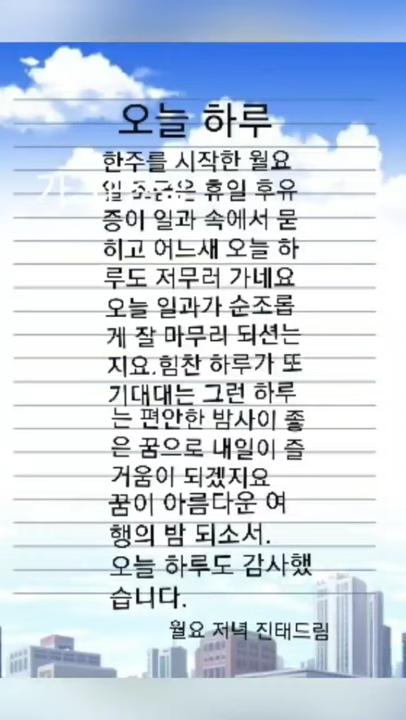 오늘 하루
한주를 시작한 월요
휴일 후유
증이 일과 속에서 묻
히고 어느새 오늘 하
루도 저무러 가네요
오늘 일과가 순조롭
게 잘 마무리 되션는
지요.힘찬 하루가 또
기대대는 그런 하루
는 편안한 밤사이 좋
은 꿈으로 내일이 즐
거움이 되겠지요
꿈이 아름다운 여
행의 밤 되소서.
오늘 하루도 감사했
습니다.
월요 저녁 진태드림